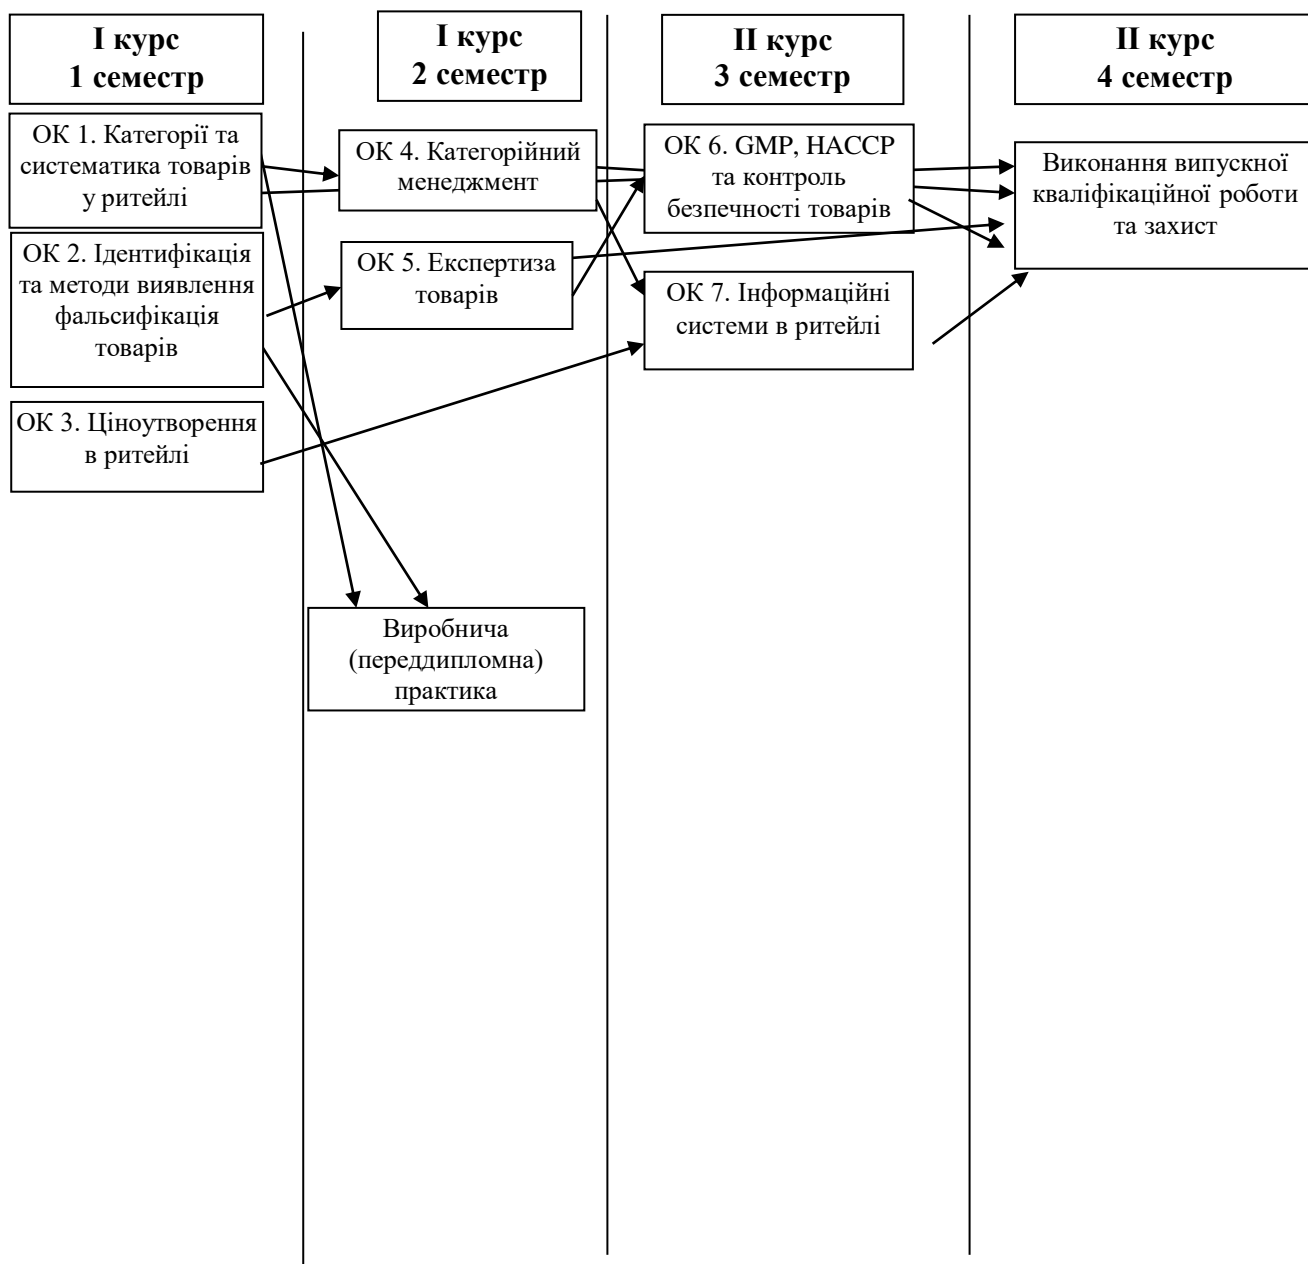 І курс
1 семестр
І курс
2 семестр
ІІ курс
3 семестр
ІІ курс
4 семестр
ОК 1. Категорії та
систематика товарів
у ритейлі
ОК 2. Ідентифікація
та методи виявлення
фальсифікація
товарів
ОК 3. Ціноутворення
в ритейлі
ОК 4. Категорійний
менеджмент
ОК 5. Експертиза
товарів
Виробнича
(переддипломна)
практика
ОК 6. GMP, HACCP
та контроль
безпечності товарів
ОК 7. Інформаційні
системи в ритейлі
Виконання випускної
кваліфікаційної роботи
та захист